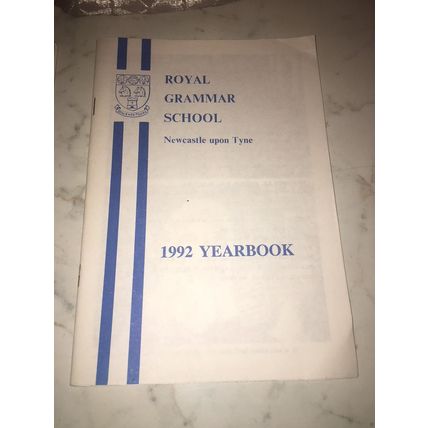 ROYAL
GRAMMAR
SCHOOL
Newcastle upon Tyne
1992 YEARBOOK